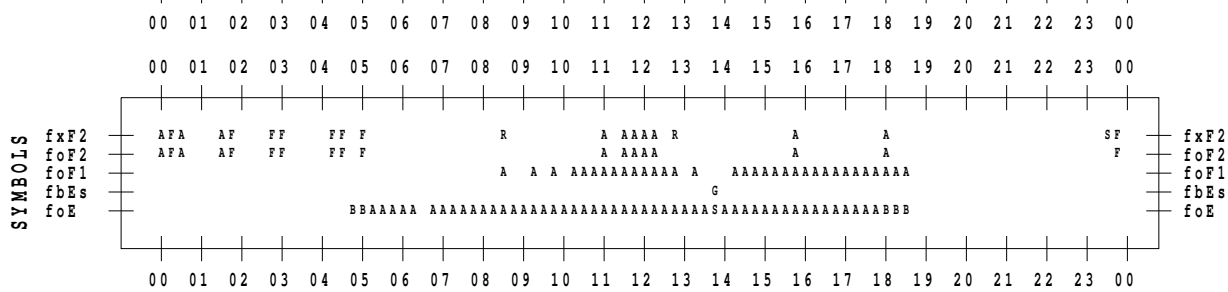 00 01 02 03 04 05 06 07 08 09 10 11 12 13 14 15 16 17 18 19 20 21 22 23 00
00 01 02 03 04 05 06 07 08 09 10 11 12 13 14 15 16 17 18 19 20 21 22 23 00
SYMBOLS
fxF2 AFA AF FF FF F R A AAAA R A A SF fxF2
foF2 AFA AF FF FF F A AAAA A A F foF2
foF1 A A A AAAAAAAAAAA A AAAAAAAAAAAAAAAAAA foF1
fbEs G fbEs
foE BBAAAAA AAAAAAAAAAAAAAAAAAAAAAAAAAAASAAAAAAAAAAAAAAAABBB foE
00 01 02 03 04 05 06 07 08 09 10 11 12 13 14 15 16 17 18 19 20 21 22 23 00